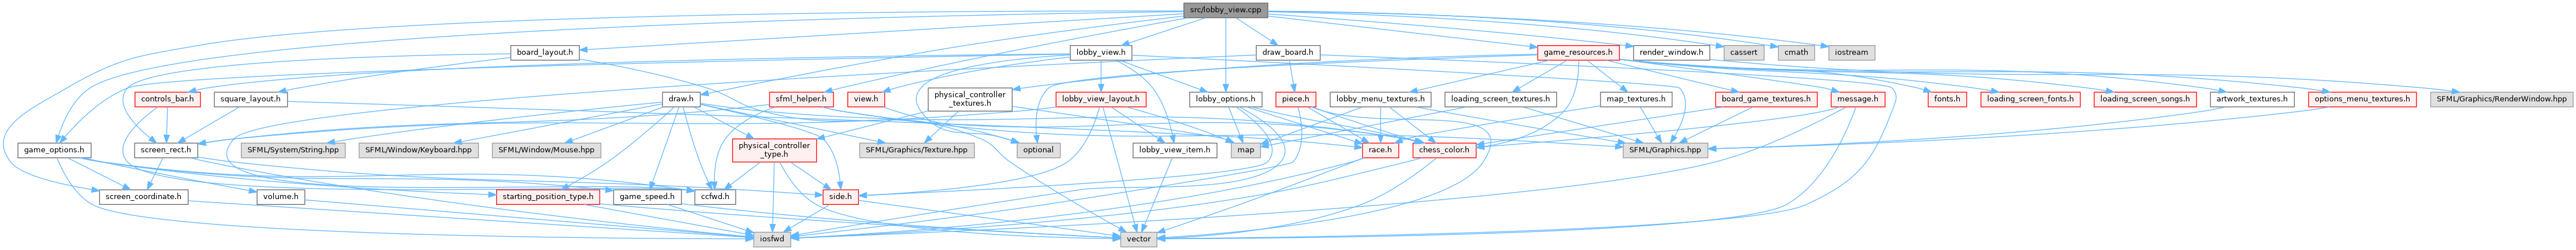 src/lobby_view.cpp
board_layout.h
lobby_view.h
draw_board.h
game_resources.h
render_window.h
cassert
cmath
iostream
controls_bar.h
square_layout.h
draw.h
sfml_helper.h
view.h
physical_controller
_textures.h
lobby_view_layout.h
lobby_options.h
piece.h
lobby_menu_textures.h
loading_screen_textures.h
map_textures.h
board_game_textures.h
message.h
fonts.h
loading_screen_fonts.h
loading_screen_songs.h
artwork_textures.h
options_menu_textures.h
SFML/Graphics/RenderWindow.hpp
game_options.h
screen_rect.h
SFML/System/String.hpp
SFML/Window/Keyboard.hpp
SFML/Window/Mouse.hpp
physical_controller
_type.h
SFML/Graphics/Texture.hpp
optional
lobby_view_item.h
map
race.h
chess_color.h
SFML/Graphics.hpp
screen_coordinate.h
volume.h
starting_position_type.h
game_speed.h
ccfwd.h
side.h
iosfwd
vector